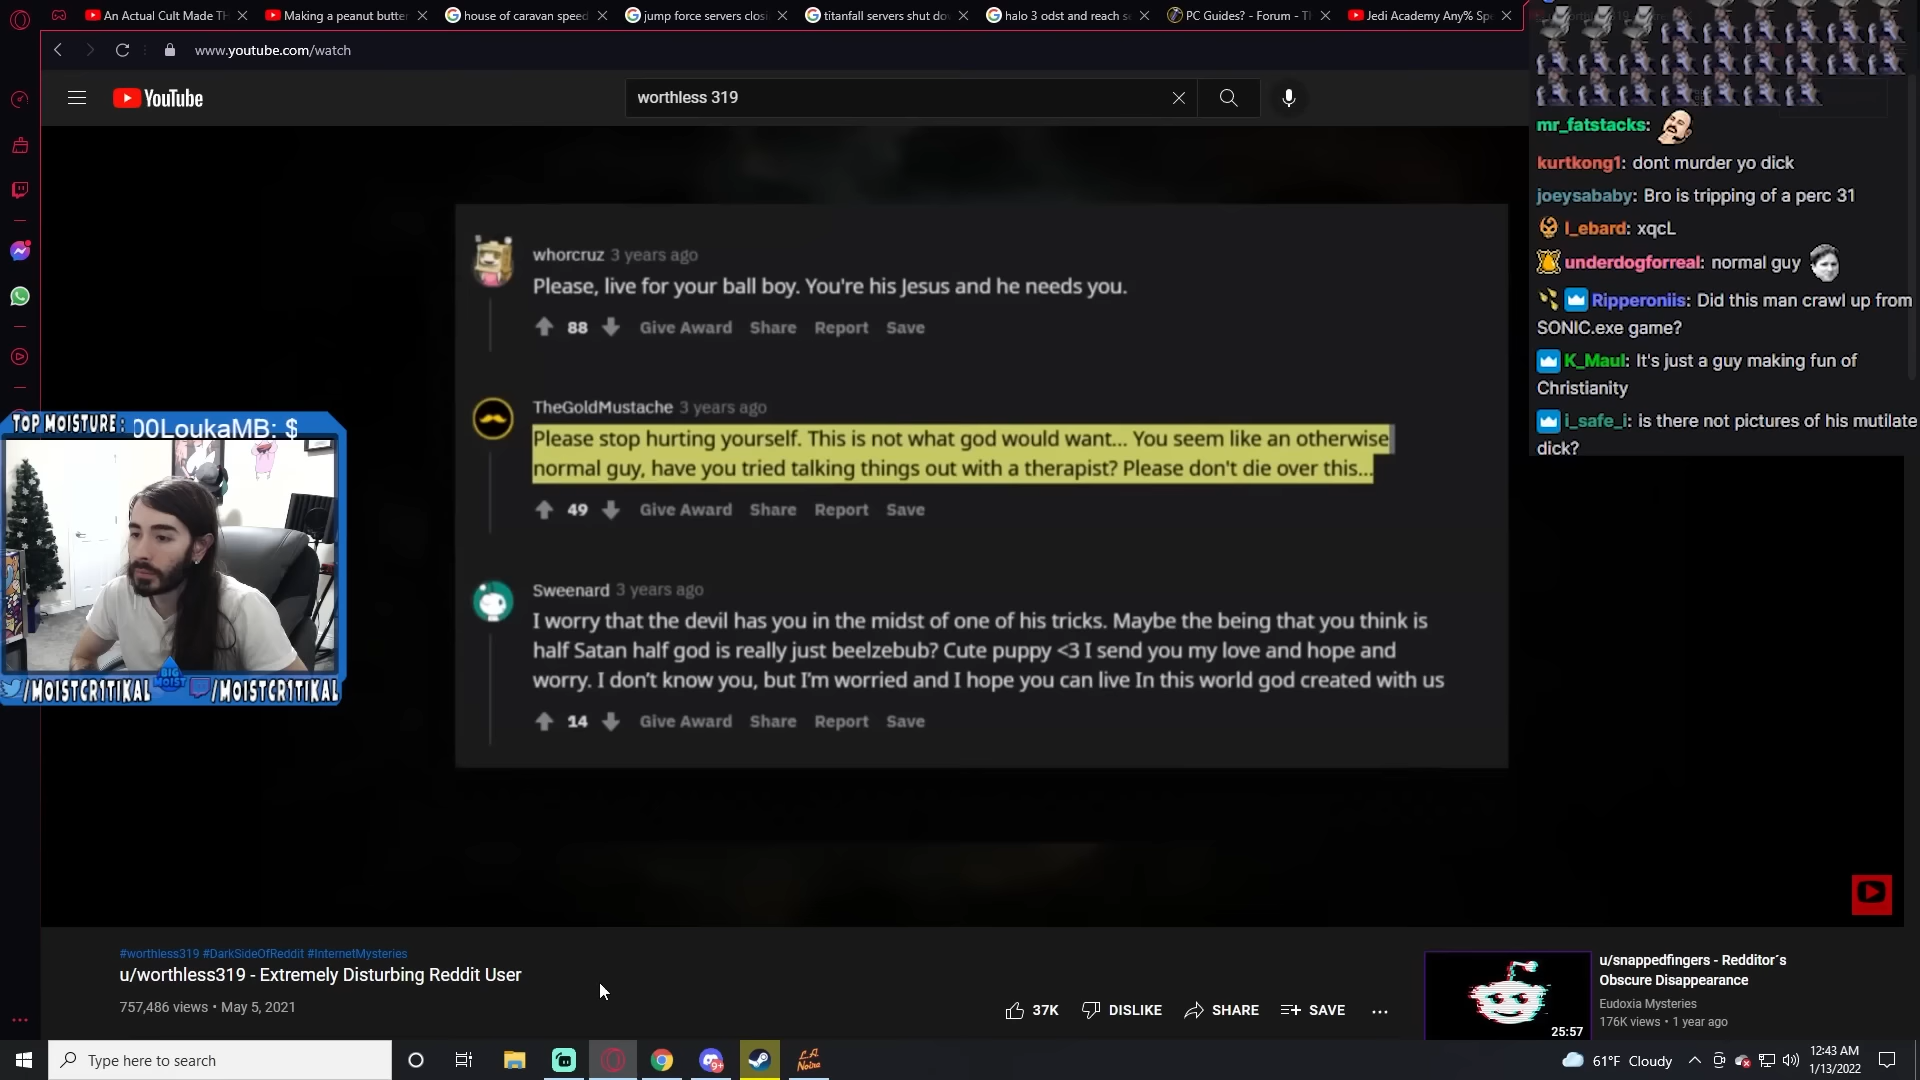 An Actual Cult Made TH
Making a peanut butter
house of caravan speed
jump force servers closi
titanfall servers shut do
halo 3 odst and reach s
PC Guides? - Forum - T
Jedi Academy Any% Sp
www.youtube.com/watch
YouTube
worthless 319
mr_fatstacks:
kurtkong1: dont murder yo dick
joeysababy: Bro is tripping of a perc 31
l_ebard: xqcL
underdogforreal: normal guy
Ripperoniis: Did this man crawl up from
SONIC.exe game?
K_Maul: It's just a guy making fun of
Christianity
i_safe_i: is there not pictures of his mutilate
dick?
whorcruz 3 years ago
Please, live for your ball boy. You're his Jesus and he needs you.
88 Give Award Share Report Save
TheGoldMustache 3 years ago
Please stop hurting yourself. This is not what god would want... You seem like an otherwise
normal guy, have you tried talking things out with a therapist? Please don't die over this...
49 Give Award Share Report Save
Sweenard 3 years ago
I worry that the devil has you in the midst of one of his tricks. Maybe the being that you think is
half Satan half god is really just beelzebub? Cute puppy <3 I send you my love and hope and
worry. I don't know you, but I'm worried and I hope you can live In this world god created with us
14 Give Award Share Report Save
TOP MOISTURE: 00LoukaMB: $
BIG
MOIST
/MOISTCR1TIKAL /MOISTCR1TIKAL
#worthless319 #DarkSideOfReddit #InternetMysteries
u/worthless319 - Extremely Disturbing Reddit User
757,486 views • May 5, 2021
37K DISLIKE SHARE SAVE ...
u/snappedfingers - Redditor´s
Obscure Disappearance
Eudoxia Mysteries
176K views • 1 year ago
25:57
Type here to search
9+
L.A.
Noire
61°F Cloudy
12:43 AM
1/13/2022